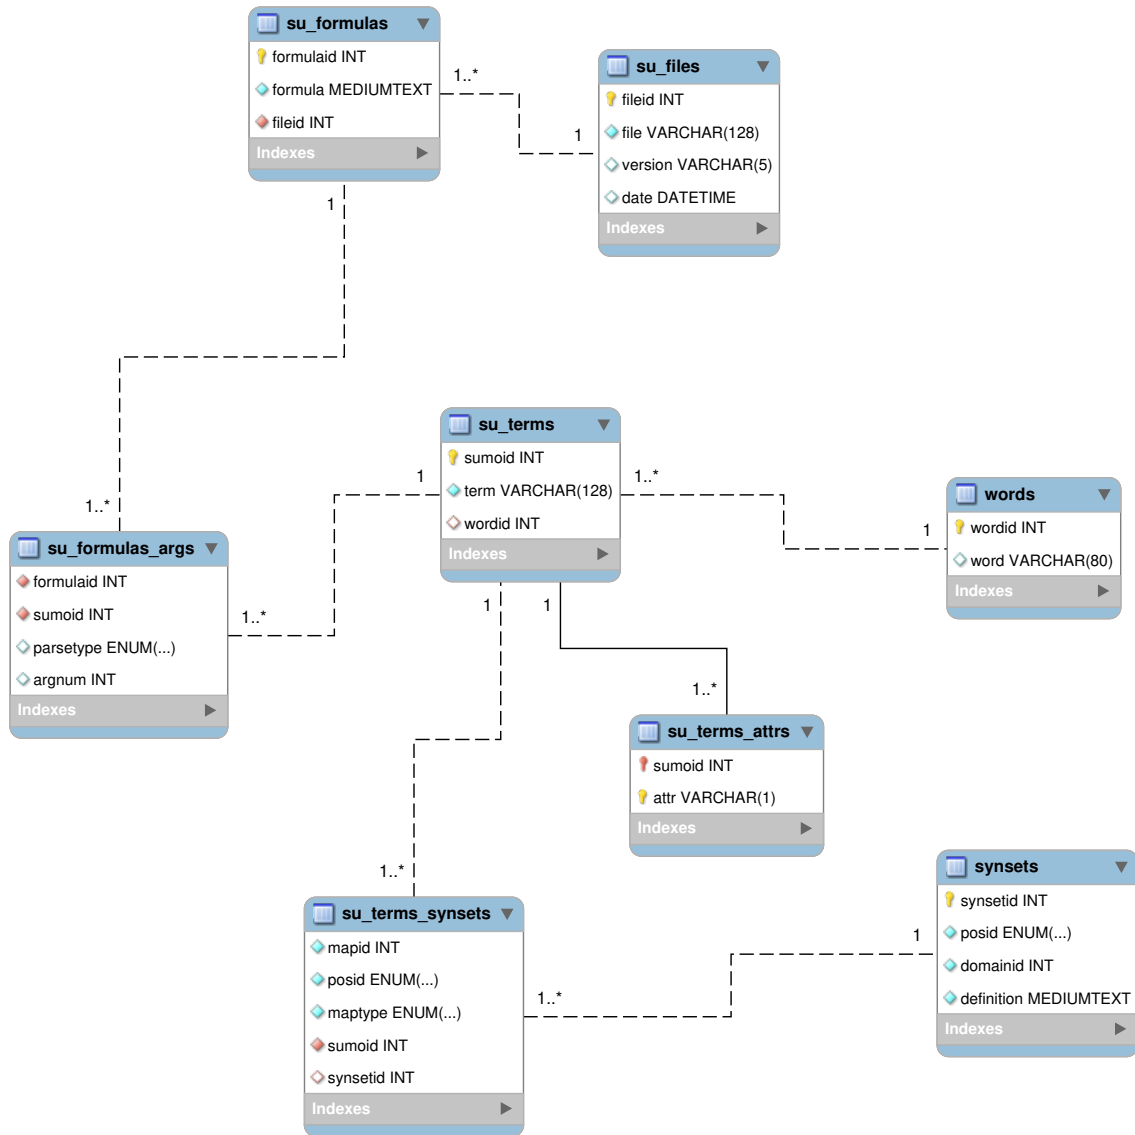 su_formulas
formulaid INT
formula MEDIUMTEXT
fileid INT
Indexes
1..*
1
su_files
fileid INT
file VARCHAR(128)
version VARCHAR(5)
date DATETIME
Indexes
1
1..*
su_formulas_args
formulaid INT
sumoid INT
parsetype ENUM(...)
argnum INT
Indexes
1..*
1
su_terms
sumoid INT
term VARCHAR(128)
wordid INT
Indexes
1..*
1
words
wordid INT
word VARCHAR(80)
Indexes
1
1
1..*
su_terms_attrs
sumoid INT
attr VARCHAR(1)
Indexes
1..*
su_terms_synsets
mapid INT
posid ENUM(...)
maptype ENUM(...)
sumoid INT
synsetid INT
Indexes
1..*
1
synsets
synsetid INT
posid ENUM(...)
domainid INT
definition MEDIUMTEXT
Indexes